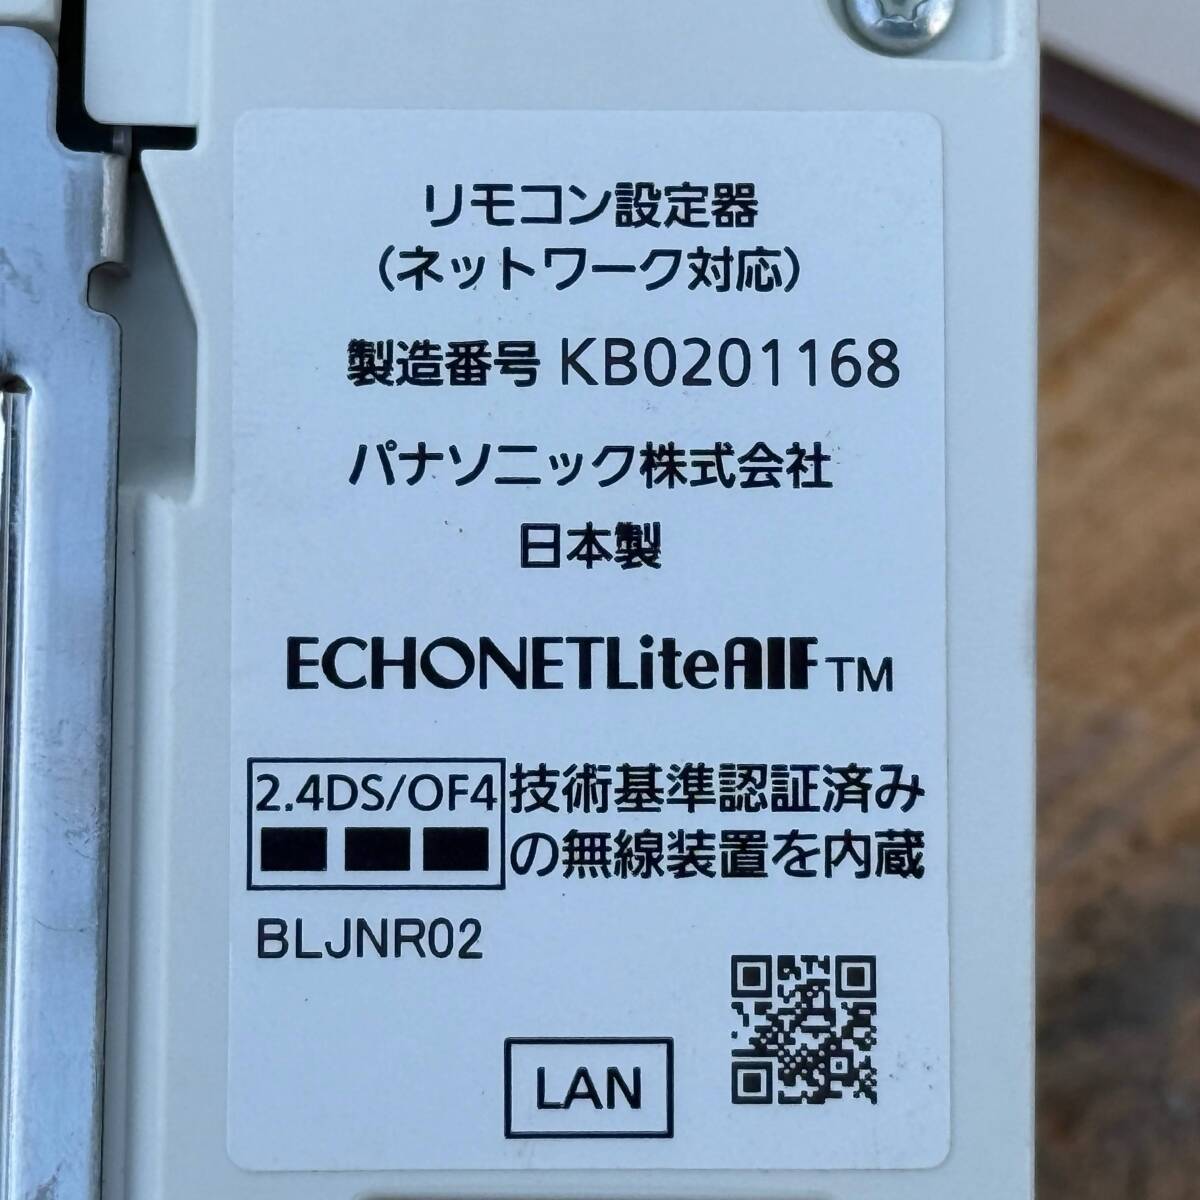 リモコン設定器
(ネットワーク対応)
製造番号 KB0201168
パナソニック株式会社
日本製
ECHONETLiteAIF TM
2.4DS/OF4
技術基準認証済み
の無線装置を内蔵
BLJNR02
LAN